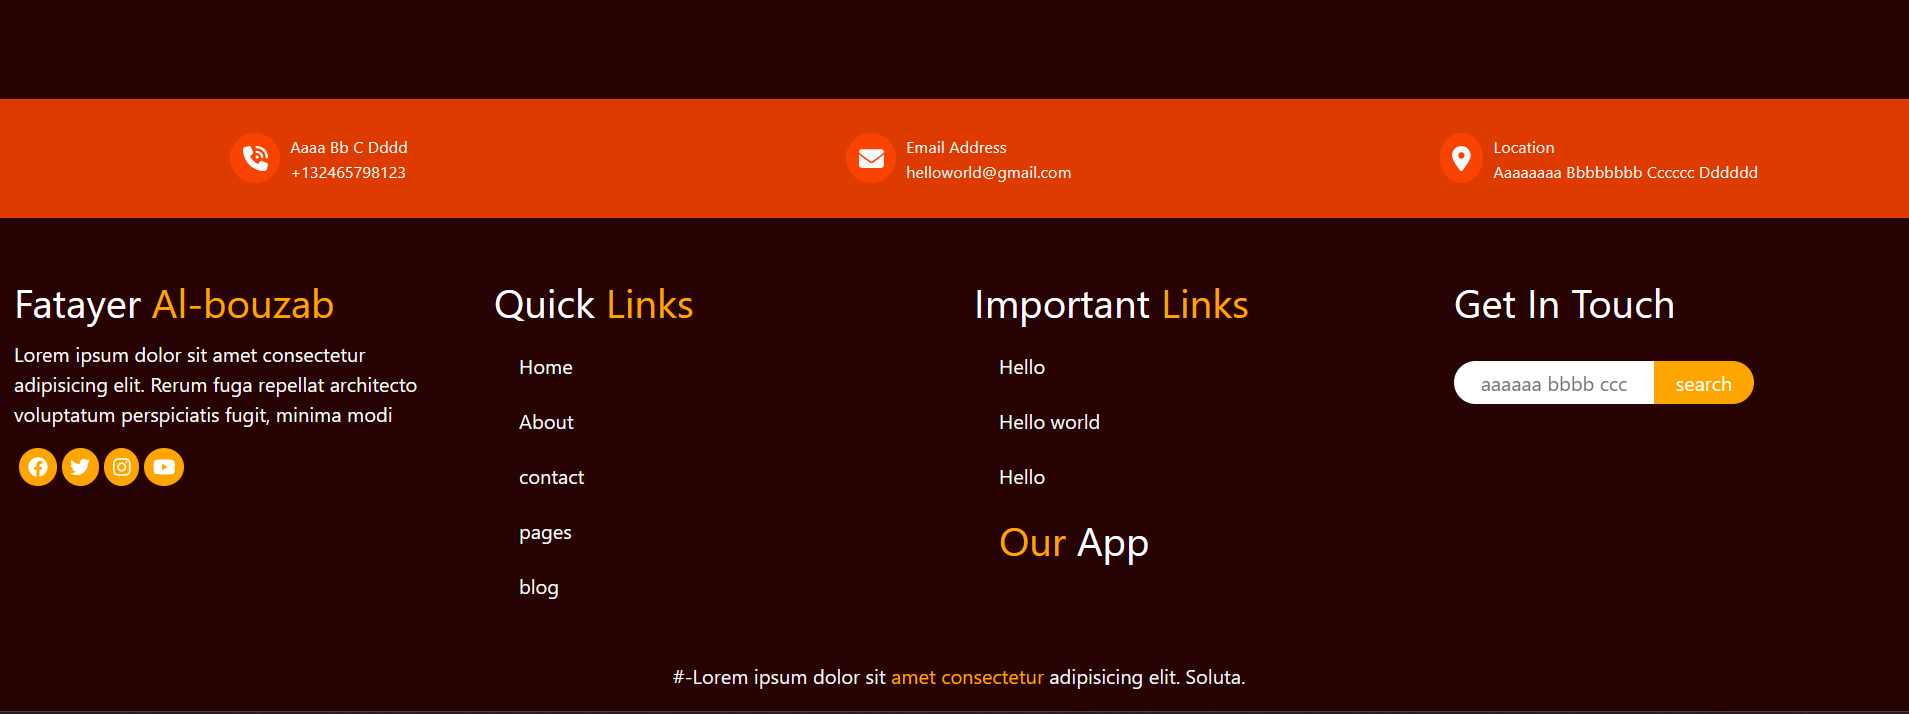 Aaaa Bb C Dddd
+132465798123
Email Address
helloworld@gmail.com
Location
Aaaaaaaa Bbbbbbbb Cccccc Dddddd
Fatayer Al-bouzab
Lorem ipsum dolor sit amet consectetur
adipisicing elit. Rerum fuga repellat architecto
voluptatum perspiciatis fugit, minima modi
Quick Links
Home
About
contact
pages
blog
Important Links
Hello
Hello world
Hello
Our App
Get In Touch
aaaaaa bbbb ccc
search
#-Lorem ipsum dolor sit amet consectetur adipisicing elit. Soluta.